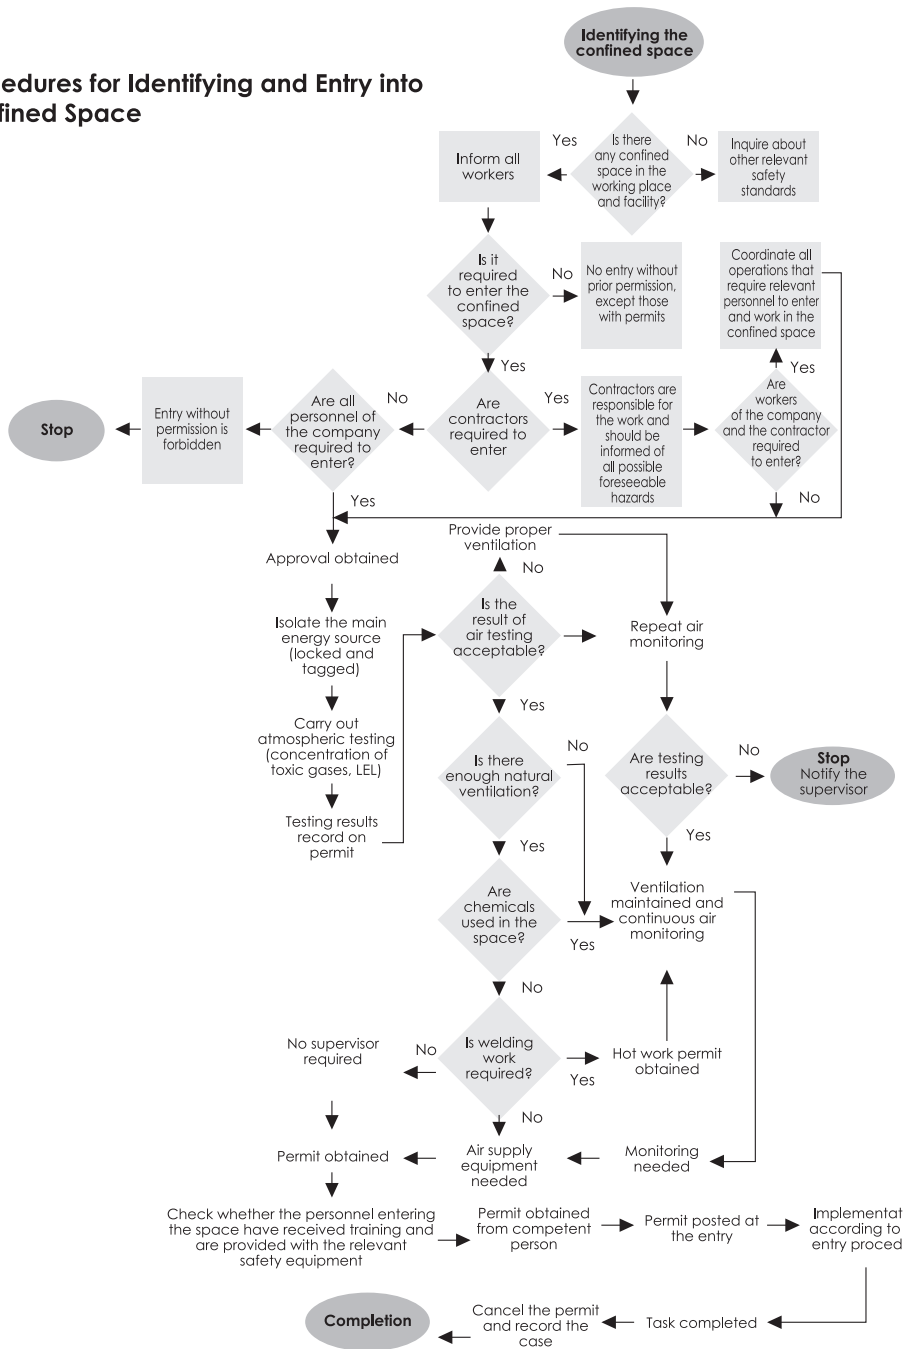 Identifying the
confined space
edures for Identifying and Entry into
fined Space
Inform all
workers
Yes
Is there
any confined
space in the
working place
and facility?
No
Inquire about
other relevant
safety
standards
Is it
required
to enter the
confined
space?
No
No entry without
prior permission,
except those
with permits
Coordinate all
operations that
require relevant
personnel to enter
and work in the
confined space
Yes
Yes
Stop
Entry without
permission is
forbidden
Are all
personnel of
the company
required to
enter?
No
Are
contractors
required to
enter
Yes
Contractors are
responsible for
the work and
should be
informed of
all possible
foreseeable
hazards
Are
workers
of the company
and the contractor
required
to enter?
Yes
No
Approval obtained
Provide proper
ventilation
No
Isolate the main
energy source
(locked and
tagged)
Is the
result of
air testing
acceptable?
Repeat air
monitoring
Yes
Carry out
atmospheric testing
(concentration of
toxic gases, LEL)
Is there
enough natural
ventilation?
No
Are testing
results
acceptable?
No
Stop
Notify the
supervisor
Testing results
record on
permit
Yes
Yes
Are
chemicals
used in the
space?
Yes
Ventilation
maintained and
continuous air
monitoring
No
No supervisor
required
No
Is welding
work
required?
Yes
Hot work permit
obtained
No
Permit obtained
Air supply
equipment
needed
Monitoring
needed
Check whether the personnel entering
the space have received training and
are provided with the relevant
safety equipment
Permit obtained
from competent
person
Permit posted at
the entry
Implementat
according to
entry proced
Completion
Cancel the permit
and record the
case
Task completed